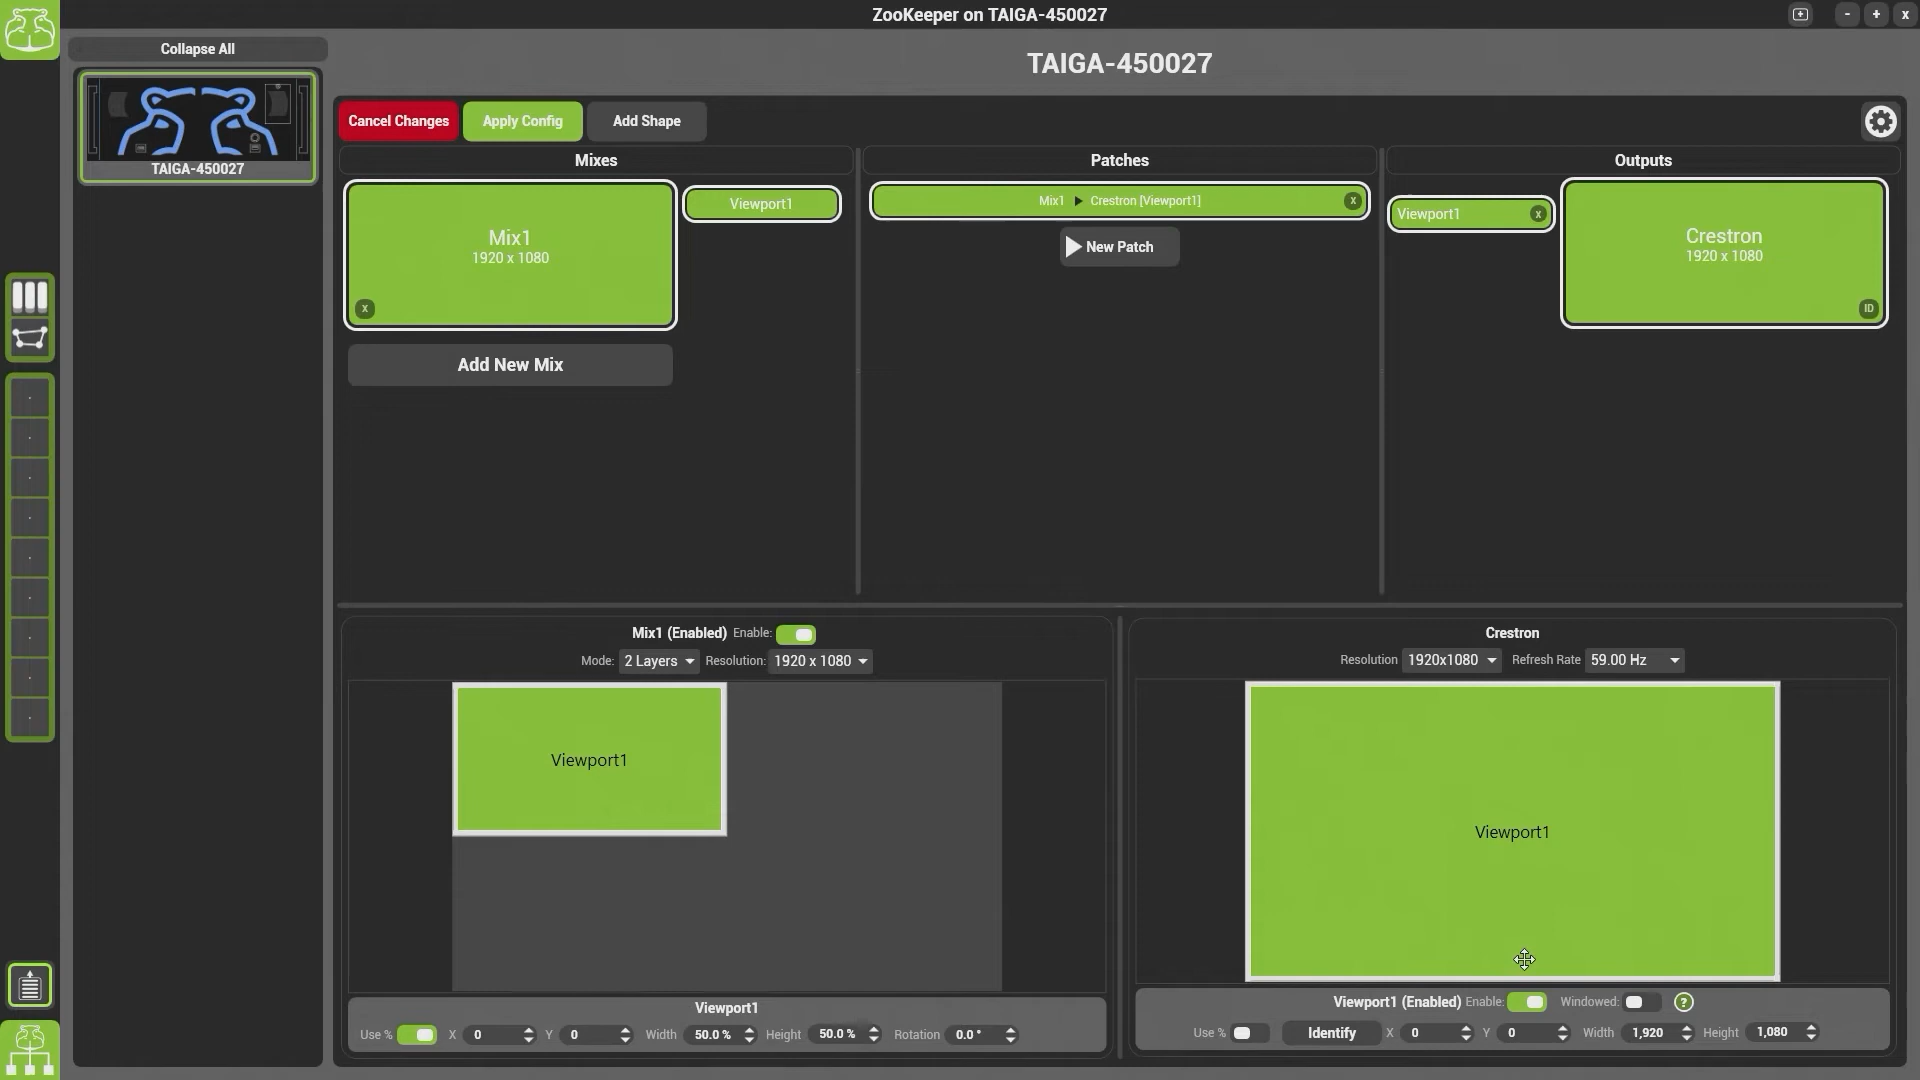 ZooKeeper on TAIGA-450027
- + x
Collapse All
TAIGA-450027
TAIGA-450027
Cancel Changes
Apply Config
Add Shape
Mixes
Patches
Outputs
Mix1
1920 x 1080
X
Viewport1
Mix1 ▶ Crestron [Viewport1]
X
New Patch
Viewport1
X
Crestron
1920 x 1080
ID
Add New Mix
Mix1 (Enabled) Enable:
Mode: 2 Layers Resolution: 1920 x 1080
Viewport1
Viewport1
Use % X 0 Y 0 Width 50.0 % Height 50.0 % Rotation 0.0 °
Crestron
Resolution 1920x1080 Refresh Rate 59.00 Hz
Viewport1
Viewport1 (Enabled) Enable: Windowed: ?
Use % Identify X 0 Y 0 Width 1,920 Height 1,080